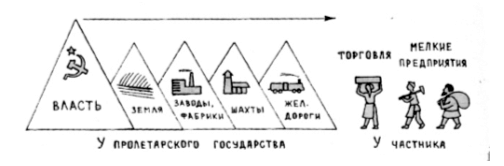 ВЛАСТЬ
ЗЕМЛЯ
ЗАВОДЫ,
ФАБРИКИ
ШАХТЫ
ЖЕЛ.
ДОРОГИ
У ПРОЛЕТАРСКОГО ГОСУДАРСТВА
ТОРГОВЛЯ
МЕЛКИЕ
ПРЕДПРИЯТИЯ
У ЧАСТНИКА